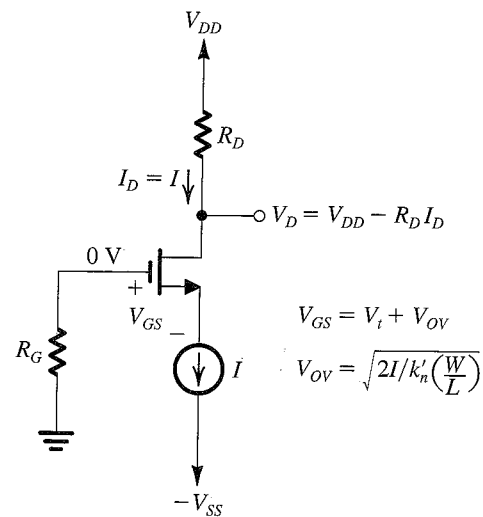 V_DD
R_D
I_D = I
V_D = V_DD − R_D I_D
0 V
+
V_GS
−
V_GS = V_t + V_OV
R_G
I
V_OV = √(2I/k′_n(W/L))
−V_SS